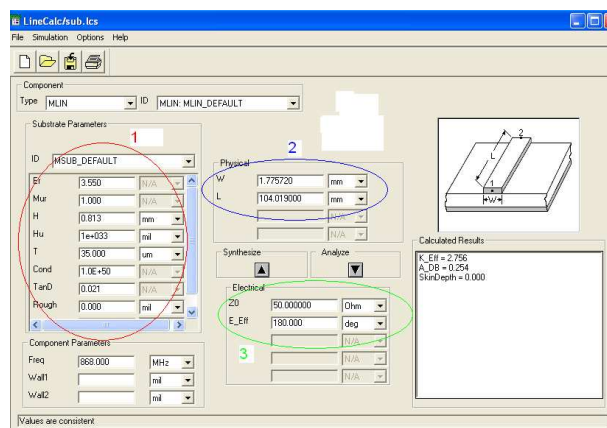 LineCalc/sub.lcs
File Simulation Options Help
Component
Type MLIN ID MLIN: MLIN_DEFAULT
Substrate Parameters
1
ID MSUB_DEFAULT
Er 3.550 N/A
Mur 1.000 N/A
H 0.813 mm
Hu 1e+033 mil
T 35.000 um
Cond 1.0E+50 N/A
TanD 0.021 N/A
Rough 0.000 mil
Component Parameters
Freq 868.000 MHz
Wall1 mil
Wall2 mil
2
Physical
W 1.775720 mm
L 104.019000 mm
N/A
N/A
Synthesize Analyze
Electrical
Z0 50.000000 Ohm
E_Eff 180.000 deg
3
N/A
N/A
N/A
2
L
1
W
Calculated Results
K_Eff = 2.756
A_DB = 0.254
SkinDepth = 0.000
Values are consistent